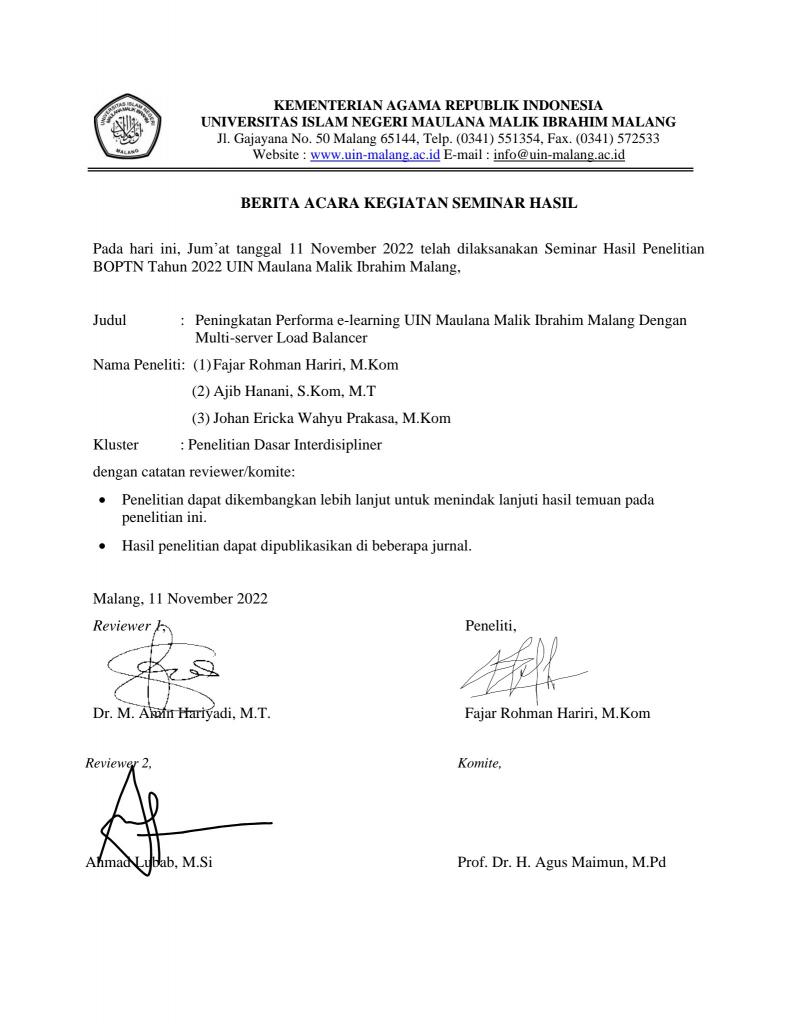 UNIVERSITAS ISLAM NEGERI
MAULANA MALIK IBRAHIM
MALANG
KEMENTERIAN AGAMA REPUBLIK INDONESIA
UNIVERSITAS ISLAM NEGERI MAULANA MALIK IBRAHIM MALANG
Jl. Gajayana No. 50 Malang 65144, Telp. (0341) 551354, Fax. (0341) 572533
Website : www.uin-malang.ac.id E-mail : info@uin-malang.ac.id
BERITA ACARA KEGIATAN SEMINAR HASIL
Pada hari ini, Jum’at tanggal 11 November 2022 telah dilaksanakan Seminar Hasil Penelitian
BOPTN Tahun 2022 UIN Maulana Malik Ibrahim Malang,
Judul : Peningkatan Performa e-learning UIN Maulana Malik Ibrahim Malang Dengan
Multi-server Load Balancer
Nama Peneliti: (1) Fajar Rohman Hariri, M.Kom
(2) Ajib Hanani, S.Kom, M.T
(3) Johan Ericka Wahyu Prakasa, M.Kom
Kluster : Penelitian Dasar Interdisipliner
dengan catatan reviewer/komite:
• Penelitian dapat dikembangkan lebih lanjut untuk menindak lanjuti hasil temuan pada
penelitian ini.
• Hasil penelitian dapat dipublikasikan di beberapa jurnal.
Malang, 11 November 2022
Reviewer 1, Peneliti,
Dr. M. Amin Hariyadi, M.T. Fajar Rohman Hariri, M.Kom
Reviewer 2, Komite,
Ahmad Lubab, M.Si Prof. Dr. H. Agus Maimun, M.Pd